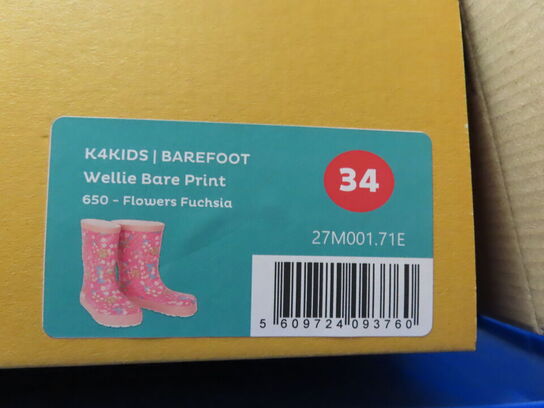 K4KIDS | BAREFOOT
Wellie Bare Print
650 - Flowers Fuchsia
34
27M001.71E
5 609724 093760